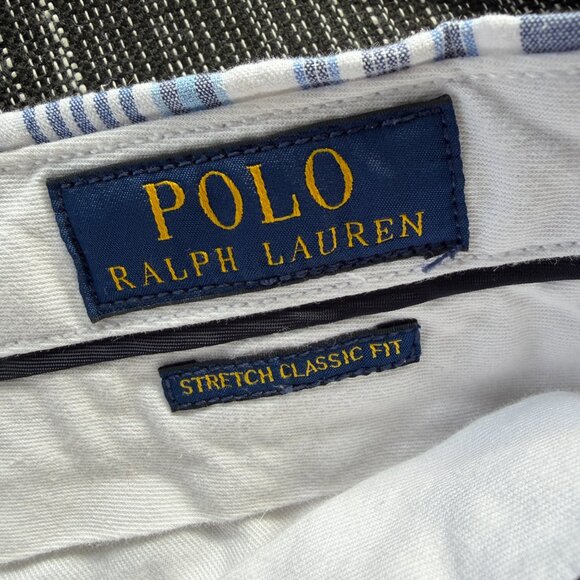 POLO
RALPH LAUREN
STRETCH CLASSIC FIT